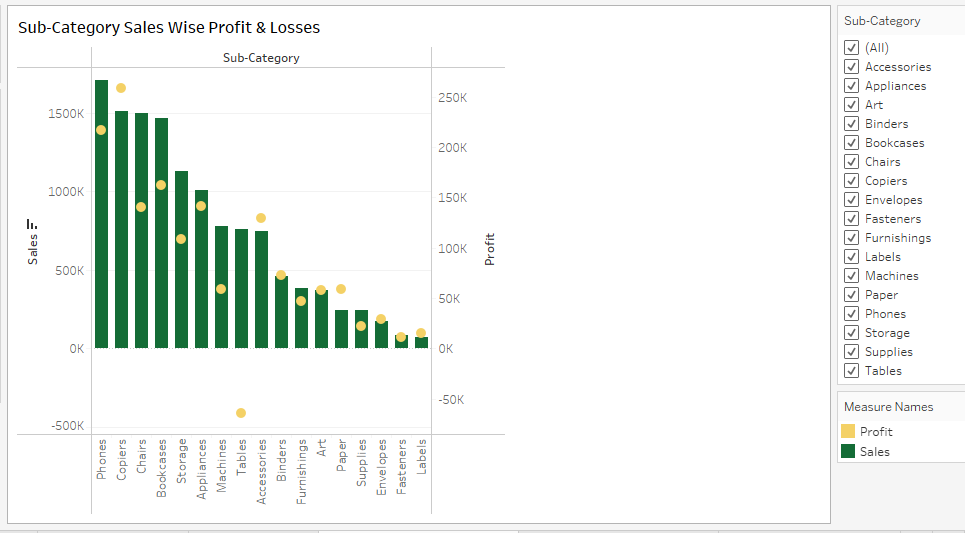 Sub-Category Sales Wise Profit & Losses
Sub-Category
1500K
1000K
500K
0K
-500K
Sales
250K
200K
150K
100K
50K
0K
-50K
Profit
Phones
Copiers
Chairs
Bookcases
Storage
Appliances
Machines
Tables
Accessories
Binders
Furnishings
Art
Paper
Supplies
Envelopes
Fasteners
Labels
Sub-Category
(All)
Accessories
Appliances
Art
Binders
Bookcases
Chairs
Copiers
Envelopes
Fasteners
Furnishings
Labels
Machines
Paper
Phones
Storage
Supplies
Tables
Measure Names
Profit
Sales